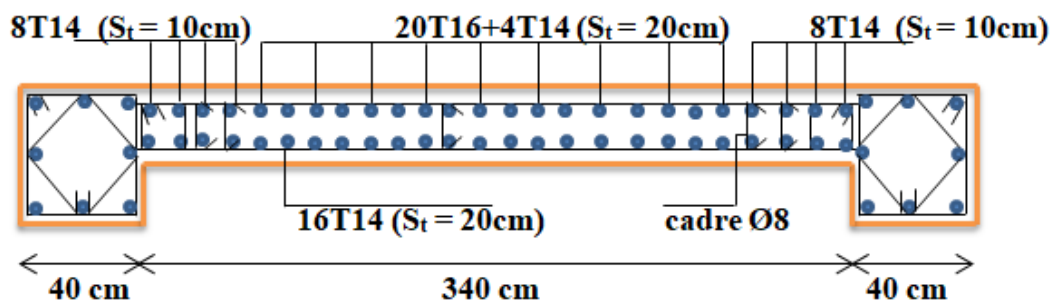 8T14 (St = 10cm) 20T16+4T14 (St = 20cm) 8T14 (St = 10cm)
16T14 (St = 20cm) cadre Ø8
40 cm 340 cm 40 cm